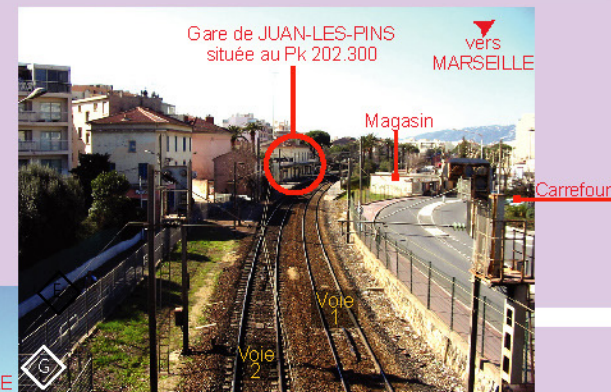 Gare de JUAN-LES-PINS
située au Pk 202.300
vers
MARSEILLE
Magasin
Carrefour
Voie
1
Voie
2
E
G
E